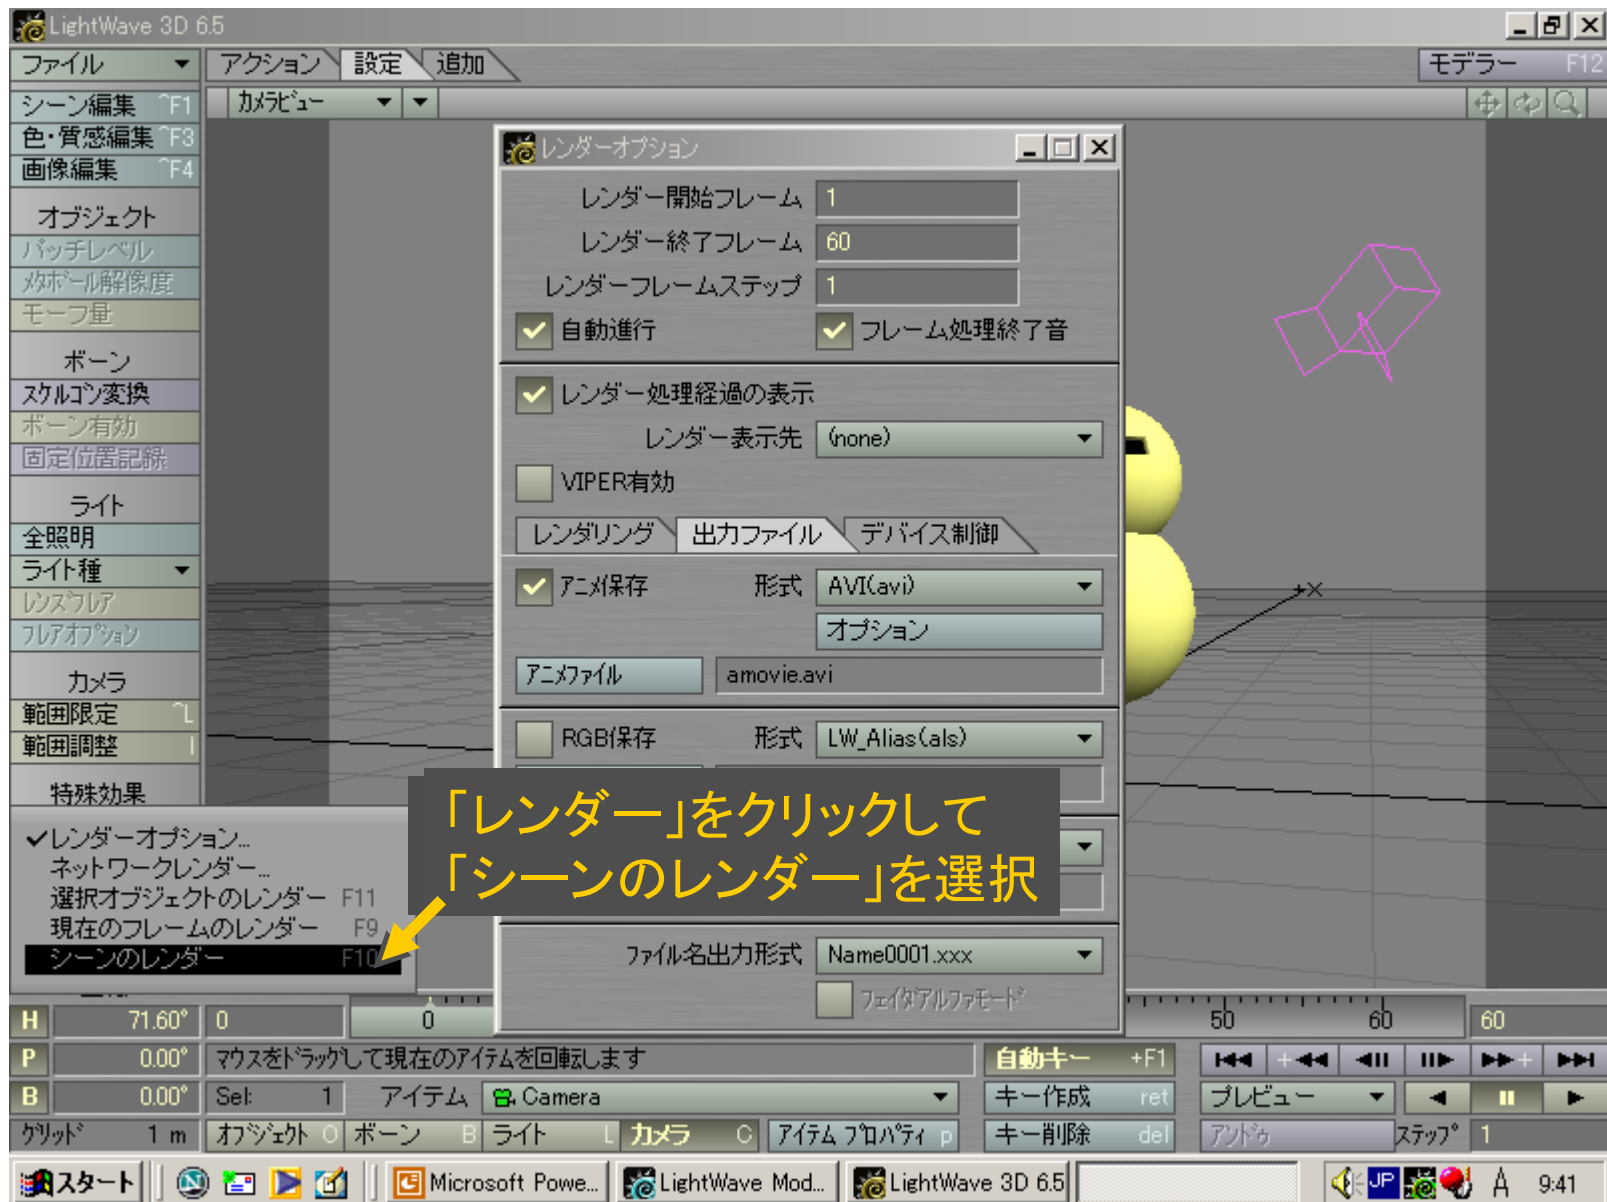 LightWave 3D 6.5
ファイル
アクション
設定
追加
モデラー F12
シーン編集 ^F1
カメラビュー
色・質感編集 ^F3
画像編集 ^F4
オブジェクト
パッチレベル
メタボール解像度
モーフ量
ボーン
スケルゴン変換
ボーン有効
固定位置記録
ライト
全照明
ライト種
レンズフレア
フレアオプション
カメラ
範囲限定 ^L
範囲調整 l
特殊効果
レンダーオプション
レンダー開始フレーム 1
レンダー終了フレーム 60
レンダーフレームステップ 1
自動進行
フレーム処理終了音
レンダー処理経過の表示
レンダー表示先 (none)
VIPER有効
レンダリング
出力ファイル
デバイス制御
アニメ保存 形式 AVI(avi)
オプション
アニメファイル amovie.avi
RGB保存 形式 LW_Alias(als)
「レンダー」をクリックして
「シーンのレンダー」を選択
ファイル名出力形式 Name0001.xxx
フェイクアルファモード
✓レンダーオプション...
ネットワークレンダー...
選択オブジェクトのレンダー F11
現在のフレームのレンダー F9
シーンのレンダー F10
X
H 71.60° 0
0 50 60 60
P 0.00° マウスをドラッグして現在のアイテムを回転します
自動キー +F1
B 0.00° Sel: 1 アイテム Camera
キー作成 ret
プレビュー
グリッド 1 m オブジェクト O ボーン B ライト L カメラ C アイテム プロパティ p
キー削除 del
アンドゥ
ステップ 1
スタート
Microsoft Powe...
LightWave Mod...
LightWave 3D 6.5
JP
A
9:41